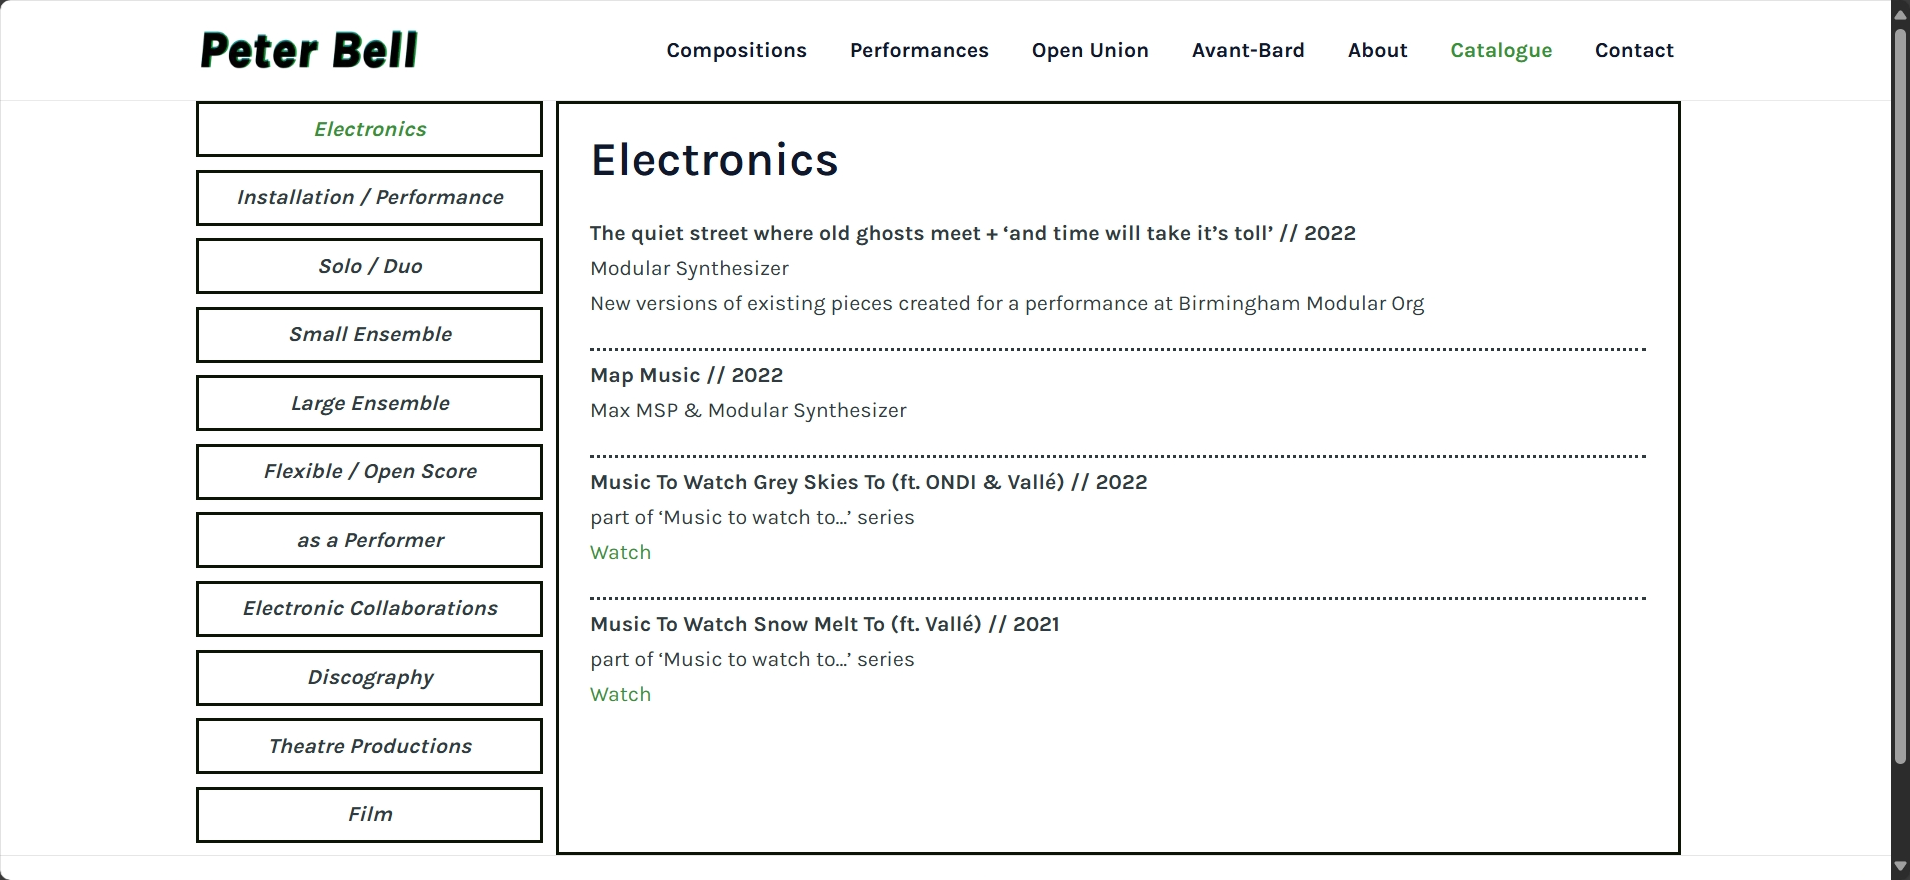 Peter Bell
Compositions Performances Open Union Avant-Bard About Catalogue Contact
Electronics
Installation / Performance
Solo / Duo
Small Ensemble
Large Ensemble
Flexible / Open Score
as a Performer
Electronic Collaborations
Discography
Theatre Productions
Film
Electronics
The quiet street where old ghosts meet + ‘and time will take it’s toll’ // 2022
Modular Synthesizer
New versions of existing pieces created for a performance at Birmingham Modular Org
Map Music // 2022
Max MSP & Modular Synthesizer
Music To Watch Grey Skies To (ft. ONDI & Vallé) // 2022
part of ‘Music to watch to…’ series
Watch
Music To Watch Snow Melt To (ft. Vallé) // 2021
part of ‘Music to watch to…’ series
Watch